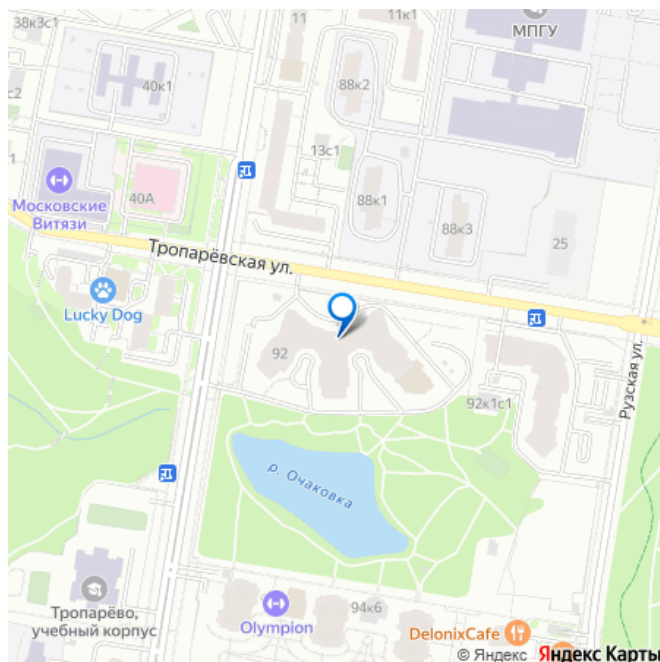 38к3с1
11к1
МПГУ
40к1
88к2
с2
11
13с1
1
Московские
Витязи
40А
88к1
88к3
25
Тропарёвская ул.
Lucky Dog
92
92к1с1
Рузская ул.
р. Очаковка
Тропарёво,
учебный корпус
Olympion
94к6
DelonixCafe
© Яндекс Яндекс Карты